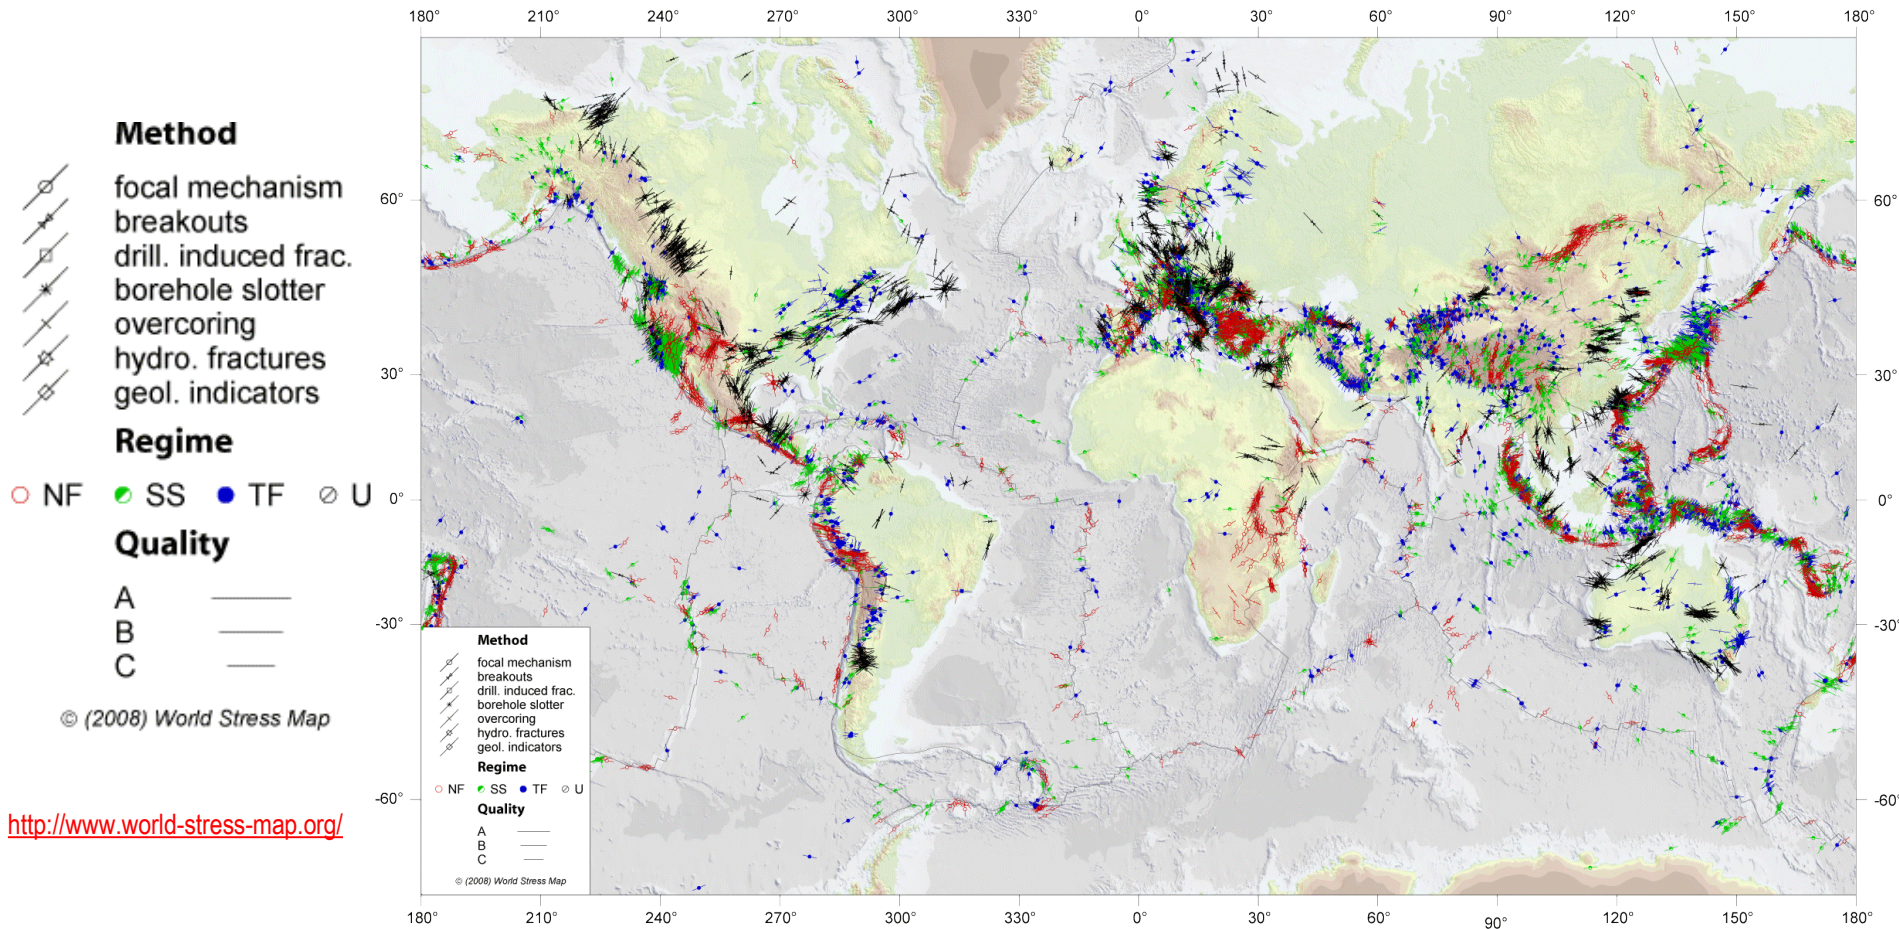 Method
focal mechanism
breakouts
drill. induced frac.
borehole slotter
overcoring
hydro. fractures
geol. indicators
Regime
NF SS TF U
Quality
A
B
C
© (2008) World Stress Map
http://www.world-stress-map.org/
180° 210° 240° 270° 300° 330° 0° 30° 60° 90° 120° 150° 180°
60° 60°
30° 30°
0° 0°
-30° -30°
-60° -60°
Method
focal mechanism
breakouts
drill. induced frac.
borehole slotter
overcoring
hydro. fractures
geol. indicators
Regime
NF SS TF U
Quality
A
B
C
© (2008) World Stress Map
180° 210° 240° 270° 300° 330° 0° 30° 60° 90° 120° 150° 180°